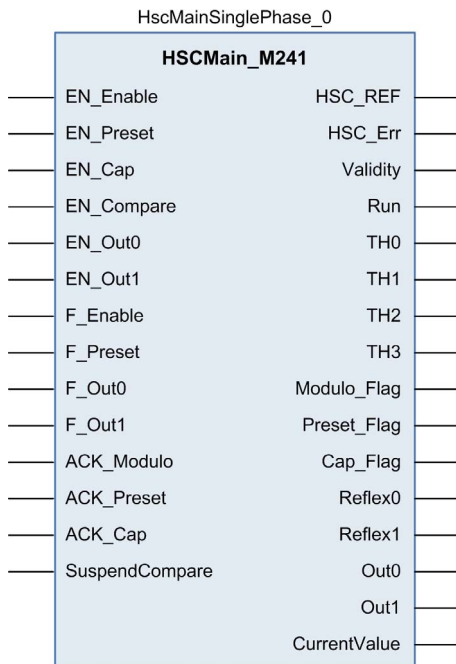 HscMainSinglePhase_0
HSCMain_M241
EN_Enable HSC_REF
EN_Preset HSC_Err
EN_Cap Validity
EN_Compare Run
EN_Out0 TH0
EN_Out1 TH1
F_Enable TH2
F_Preset TH3
F_Out0 Modulo_Flag
F_Out1 Preset_Flag
ACK_Modulo Cap_Flag
ACK_Preset Reflex0
ACK_Cap Reflex1
SuspendCompare Out0
Out1
CurrentValue